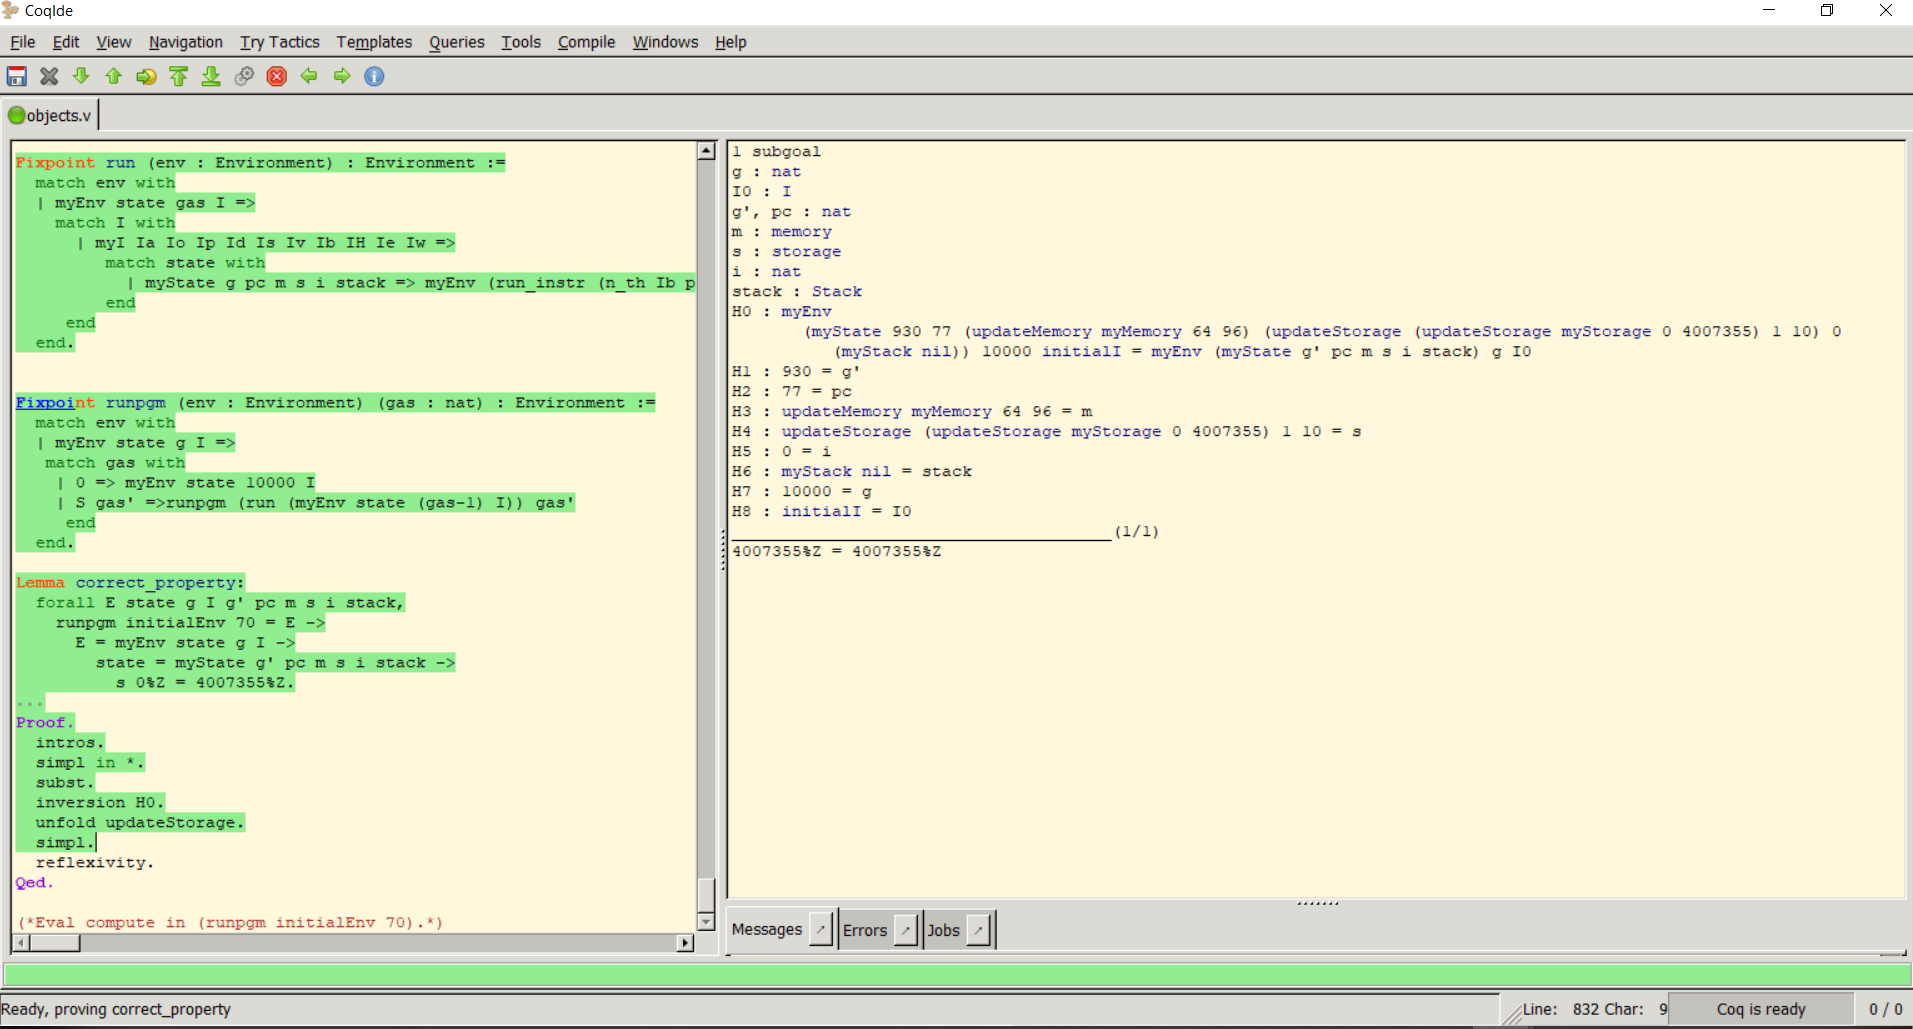 CoqIde
File Edit View Navigation Try Tactics Templates Queries Tools Compile Windows Help
objects.v
Fixpoint run (env : Environment) : Environment :=
match env with
| myEnv state gas I =>
match I with
| myI Ia Io Ip Id Is Iv Ib IH Ie Iw =>
match state with
| myState g pc m s i stack => myEnv (run_instr (n_th Ib p
end
end
end.
Fixpoint runpgm (env : Environment) (gas : nat) : Environment :=
match env with
| myEnv state g I =>
match gas with
| 0 => myEnv state 10000 I
| S gas' =>runpgm (run (myEnv state (gas-1) I)) gas'
end
end.
Lemma correct_property:
forall E state g I g' pc m s i stack,
runpgm initialEnv 70 = E ->
E = myEnv state g I ->
state = myState g' pc m s i stack ->
s 0%Z = 4007355%Z.
...
Proof.
intros.
simpl in *.
subst.
inversion H0.
unfold updateStorage.
simpl.
reflexivity.
Qed.
(*Eval compute in (runpgm initialEnv 70).*)
1 subgoal
g : nat
I0 : I
g', pc : nat
m : memory
s : storage
i : nat
stack : Stack
H0 : myEnv
(myState 930 77 (updateMemory myMemory 64 96) (updateStorage (updateStorage myStorage 0 4007355) 1 10) 0
(myStack nil)) 10000 initialI = myEnv (myState g' pc m s i stack) g I0
H1 : 930 = g'
H2 : 77 = pc
H3 : updateMemory myMemory 64 96 = m
H4 : updateStorage (updateStorage myStorage 0 4007355) 1 10 = s
H5 : 0 = i
H6 : myStack nil = stack
H7 : 10000 = g
H8 : initialI = I0
(1/1)
4007355%Z = 4007355%Z
Messages Errors Jobs
Ready, proving correct_property
Line: 832 Char: 9 Coq is ready 0 / 0